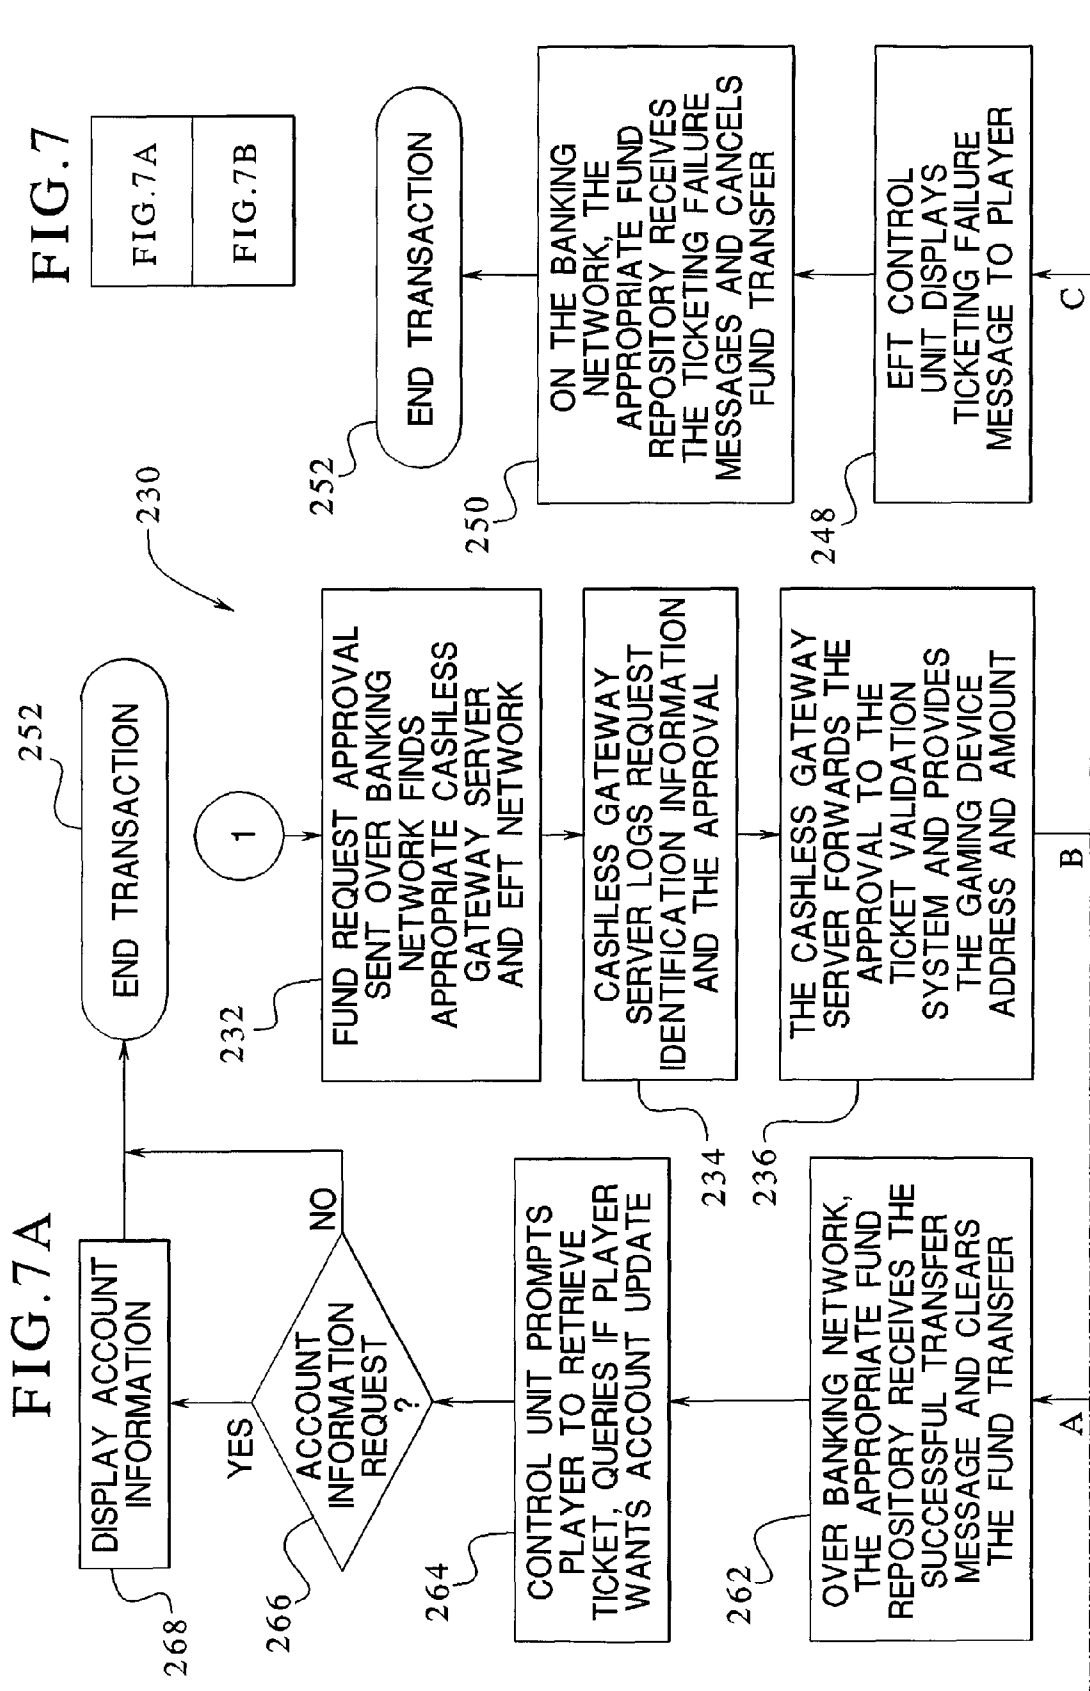 FIG.7A
FIG.7
FIG.7A
FIG.7B
230
268
DISPLAY ACCOUNT
INFORMATION
252
END TRANSACTION
266
YES
NO
ACCOUNT
INFORMATION
REQUEST
?
264
CONTROL UNIT PROMPTS
PLAYER TO RETRIEVE
TICKET, QUERIES IF PLAYER
WANTS ACCOUNT UPDATE
262
OVER BANKING NETWORK,
THE APPROPRIATE FUND
REPOSITORY RECEIVES THE
SUCCESSFUL TRANSFER
MESSAGE AND CLEARS
THE FUND TRANSFER
A
1
232
FUND REQUEST APPROVAL
SENT OVER BANKING
NETWORK FINDS
APPROPRIATE CASHLESS
GATEWAY SERVER
AND EFT NETWORK
234
CASHLESS GATEWAY
SERVER LOGS REQUEST
IDENTIFICATION INFORMATION
AND THE APPROVAL
236
THE CASHLESS GATEWAY
SERVER FORWARDS THE
APPROVAL TO THE
TICKET VALIDATION
SYSTEM AND PROVIDES
THE GAMING DEVICE
ADDRESS AND AMOUNT
B
252
END TRANSACTION
250
ON THE BANKING
NETWORK, THE
APPROPRIATE FUND
REPOSITORY RECEIVES
THE TICKETING FAILURE
MESSAGES AND CANCELS
FUND TRANSFER
248
EFT CONTROL
UNIT DISPLAYS
TICKETING FAILURE
MESSAGE TO PLAYER
C